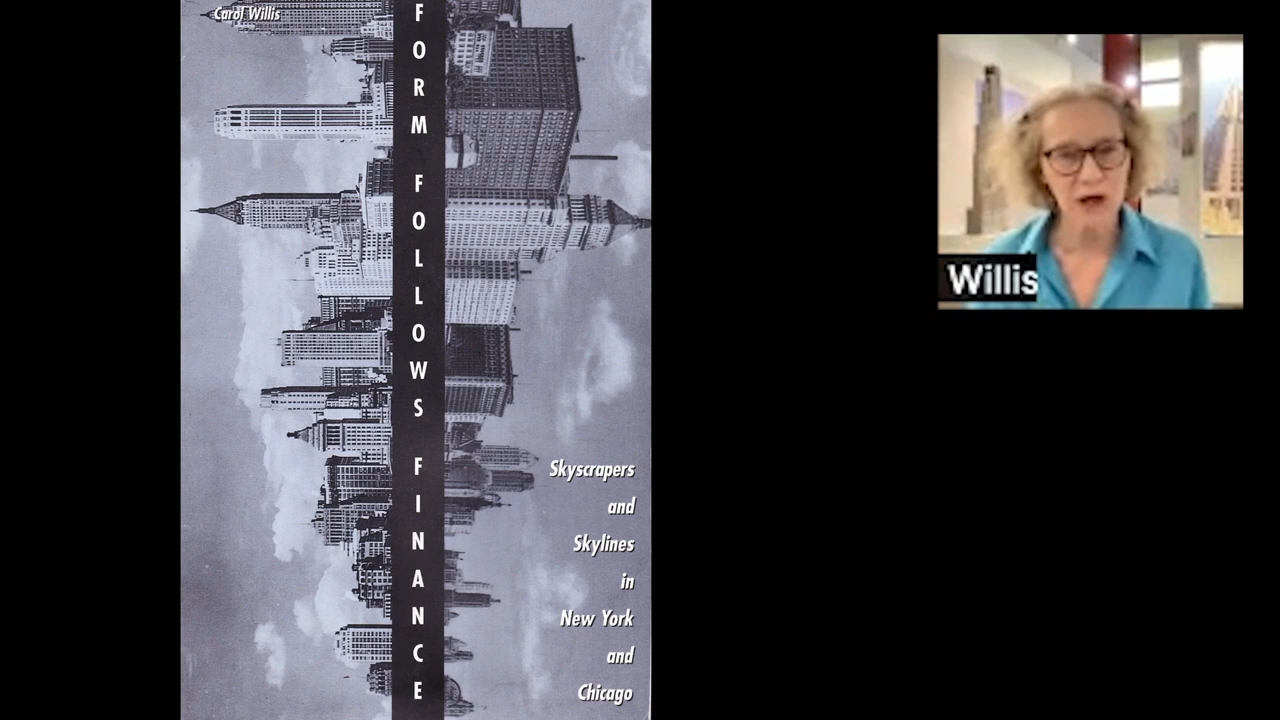 Carol Willis
FORM FOLLOWS FINANCE
Skyscrapers
and
Skylines
in
New York
and
Chicago
Willis